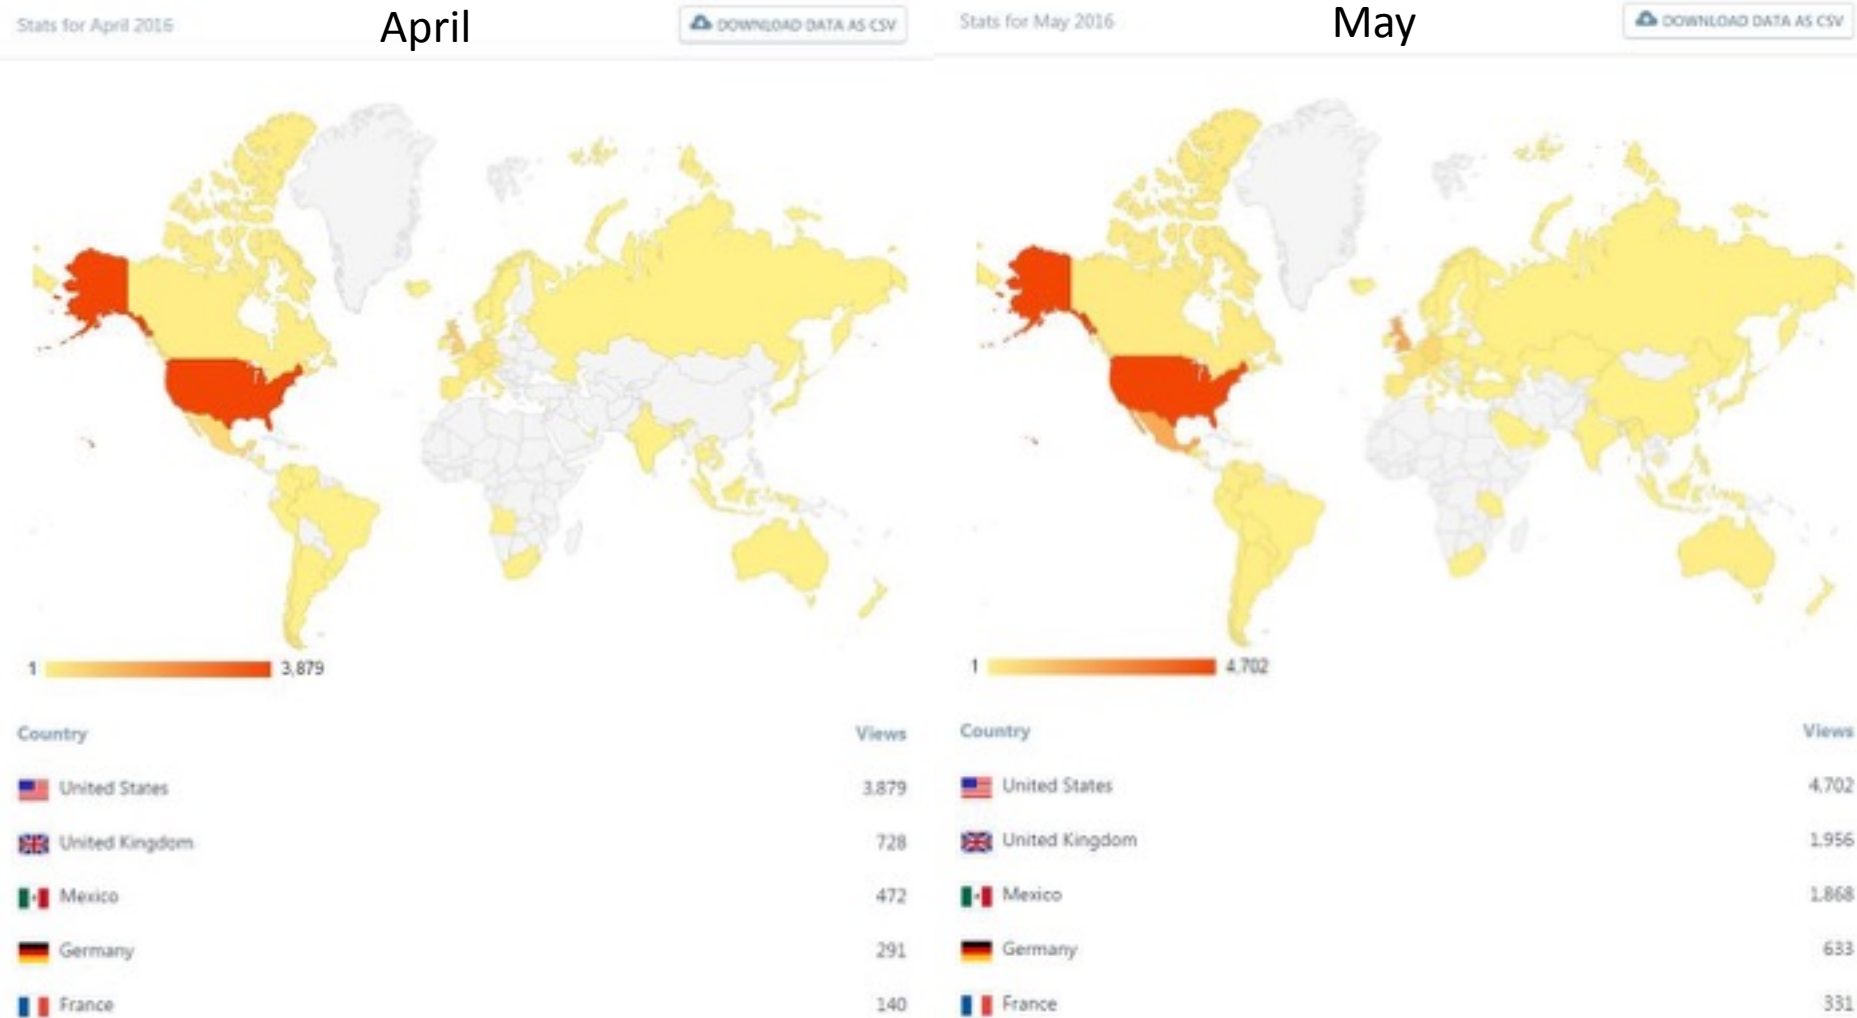 Stats for April 2016
April
DOWNLOAD DATA AS CSV
1
3,879
Country Views
United States 3,879
United Kingdom 728
Mexico 472
Germany 291
France 140
Stats for May 2016
May
DOWNLOAD DATA AS CSV
1
4,702
Country Views
United States 4,702
United Kingdom 1,956
Mexico 1,868
Germany 633
France 331